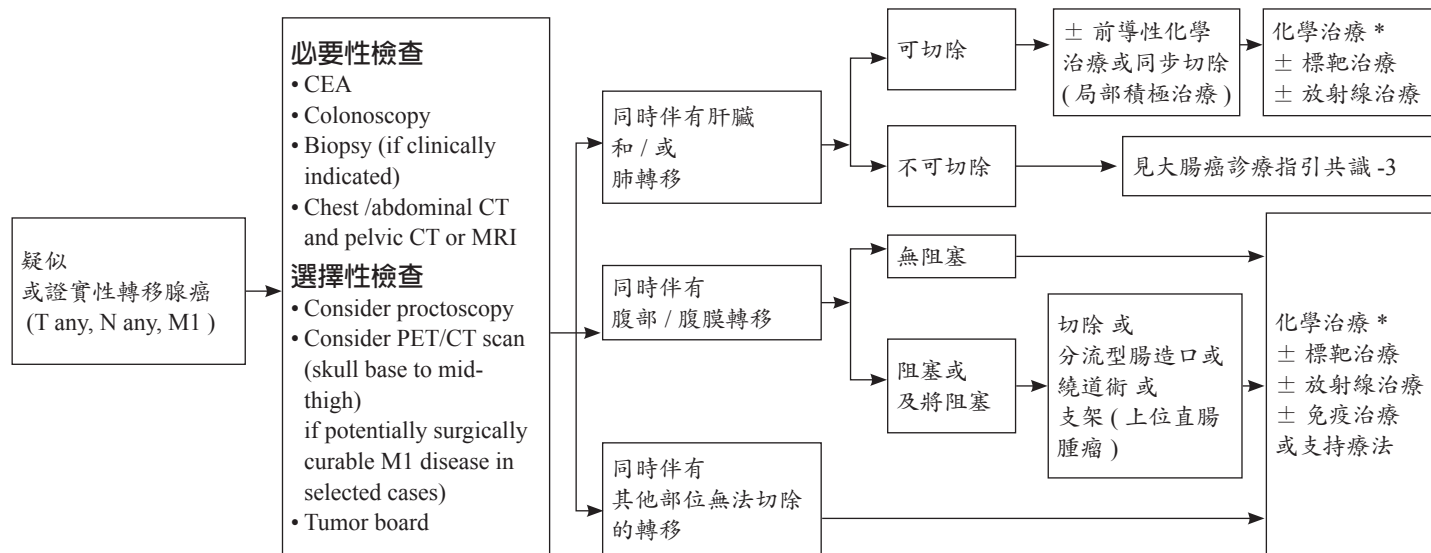 疑似
或證實性轉移腺癌
(T any, N any, M1 )
必要性檢查
• CEA
• Colonoscopy
• Biopsy (if clinically
indicated)
• Chest /abdominal CT
and pelvic CT or MRI
選擇性檢查
• Consider proctoscopy
• Consider PET/CT scan
(skull base to mid-
thigh)
if potentially surgically
curable M1 disease in
selected cases)
• Tumor board
同時伴有肝臟
和 / 或
肺轉移
可切除
± 前導性化學
治療或同步切除
( 局部積極治療 )
化學治療 *
± 標靶治療
± 放射線治療
不可切除
見大腸癌診療指引共識 -3
同時伴有
腹部 / 腹膜轉移
無阻塞
阻塞或
及將阻塞
切除 或
分流型腸造口或
繞道術 或
支架 ( 上位直腸
腫瘤 )
同時伴有
其他部位無法切除
的轉移
化學治療 *
± 標靶治療
± 放射線治療
± 免疫治療
或支持療法